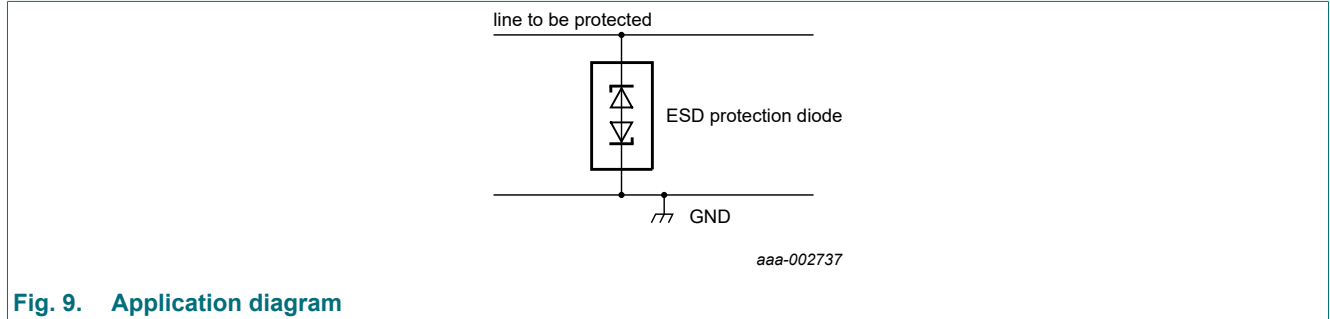 line to be protected
ESD protection diode
GND
aaa-002737
Fig. 9. Application diagram